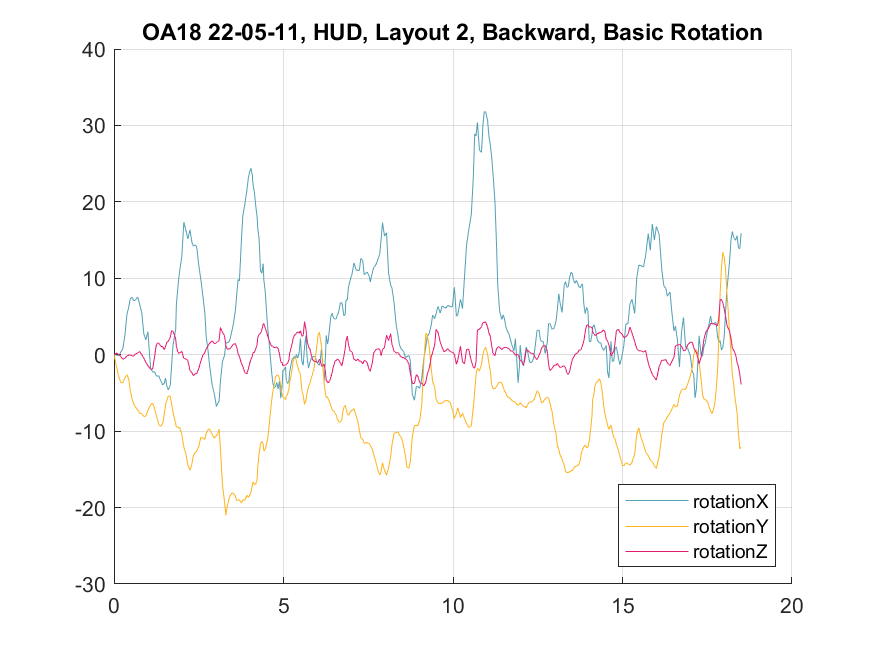 OA18 22-05-11, HUD, Layout 2, Backward, Basic Rotation
40
30
20
10
0
-10
-20
-30
0 5 10 15 20
rotationX
rotationY
rotationZ